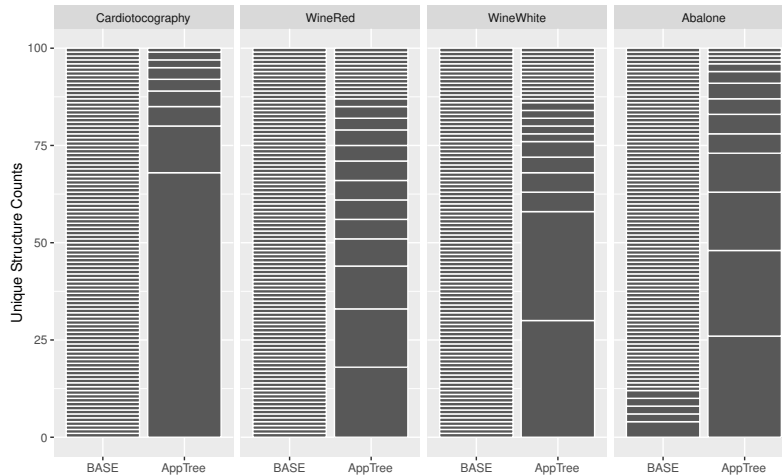 Cardiotocography WineRed WineWhite Abalone
100
75
50
25
0
Unique Structure Counts
BASE AppTree BASE AppTree BASE AppTree BASE AppTree